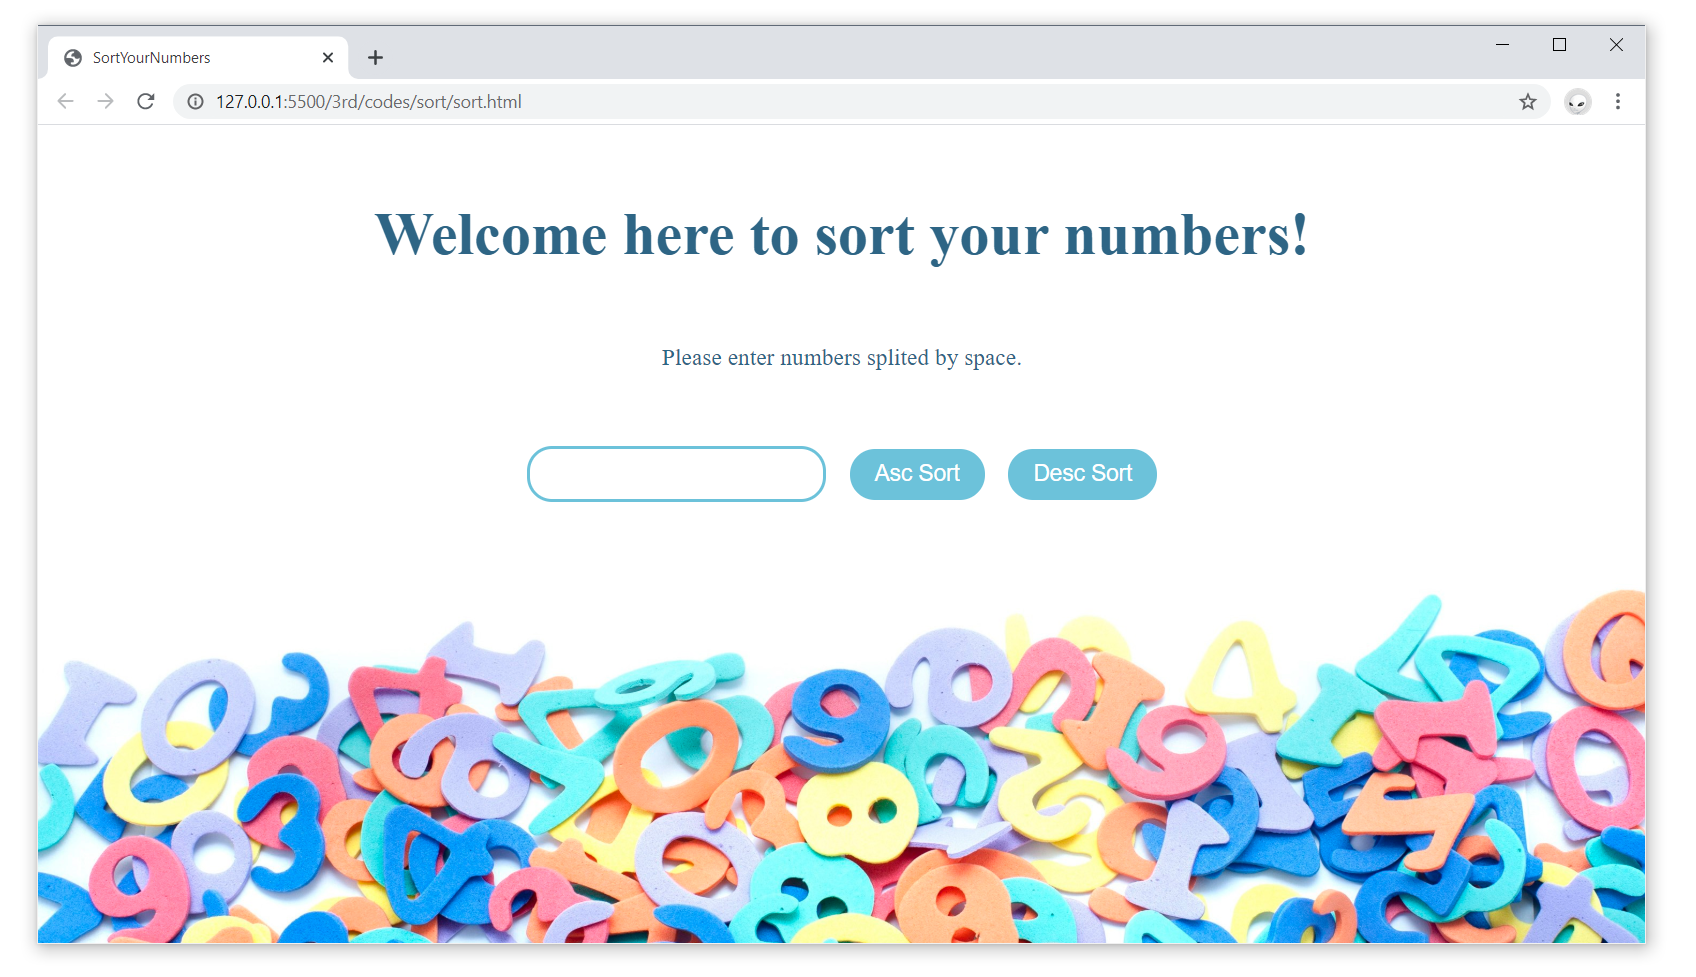 SortYourNumbers
127.0.0.1:5500/3rd/codes/sort/sort.html
Welcome here to sort your numbers!
Please enter numbers splited by space.
Asc Sort Desc Sort